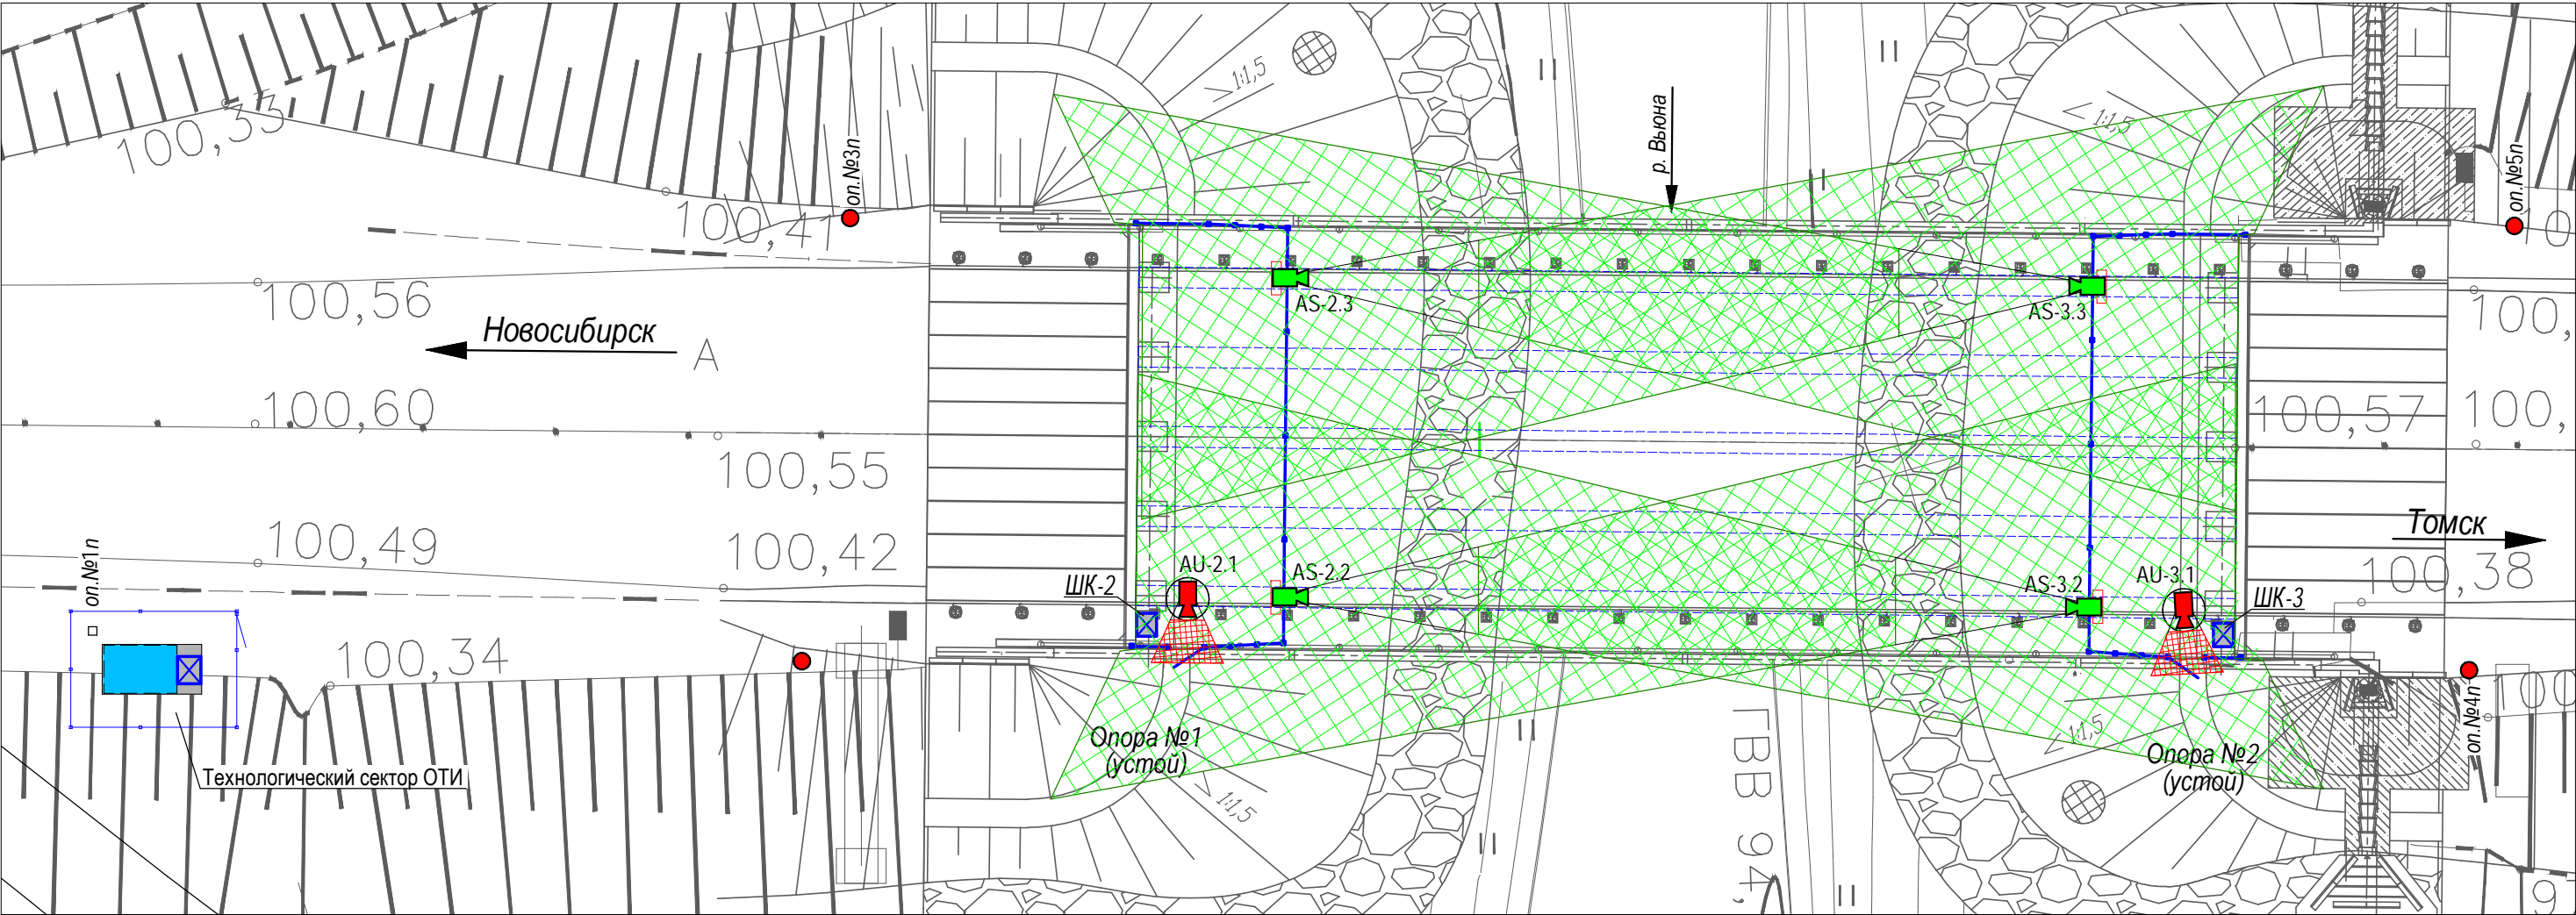 100,33
100,41
оп.№3п
1:1,5
р. Вьюна
1:1,5
оп.№5п
10
100,56
Новосибирск
А
AS-2.3
AS-3.3
100,
100,60
100,57
100,
100,55
100,49
100,42
Томск
100,38
оп.№1п
ШК-2
AU-2.1
AS-2.2
AS-3.2
AU-3.1
ШК-3
100,34
Технологический сектор ОТИ
Опора №1
(устой)
1:1,5
ГВВ 94,
1:1,5
Опора №2
(устой)
оп.№4п
100
9